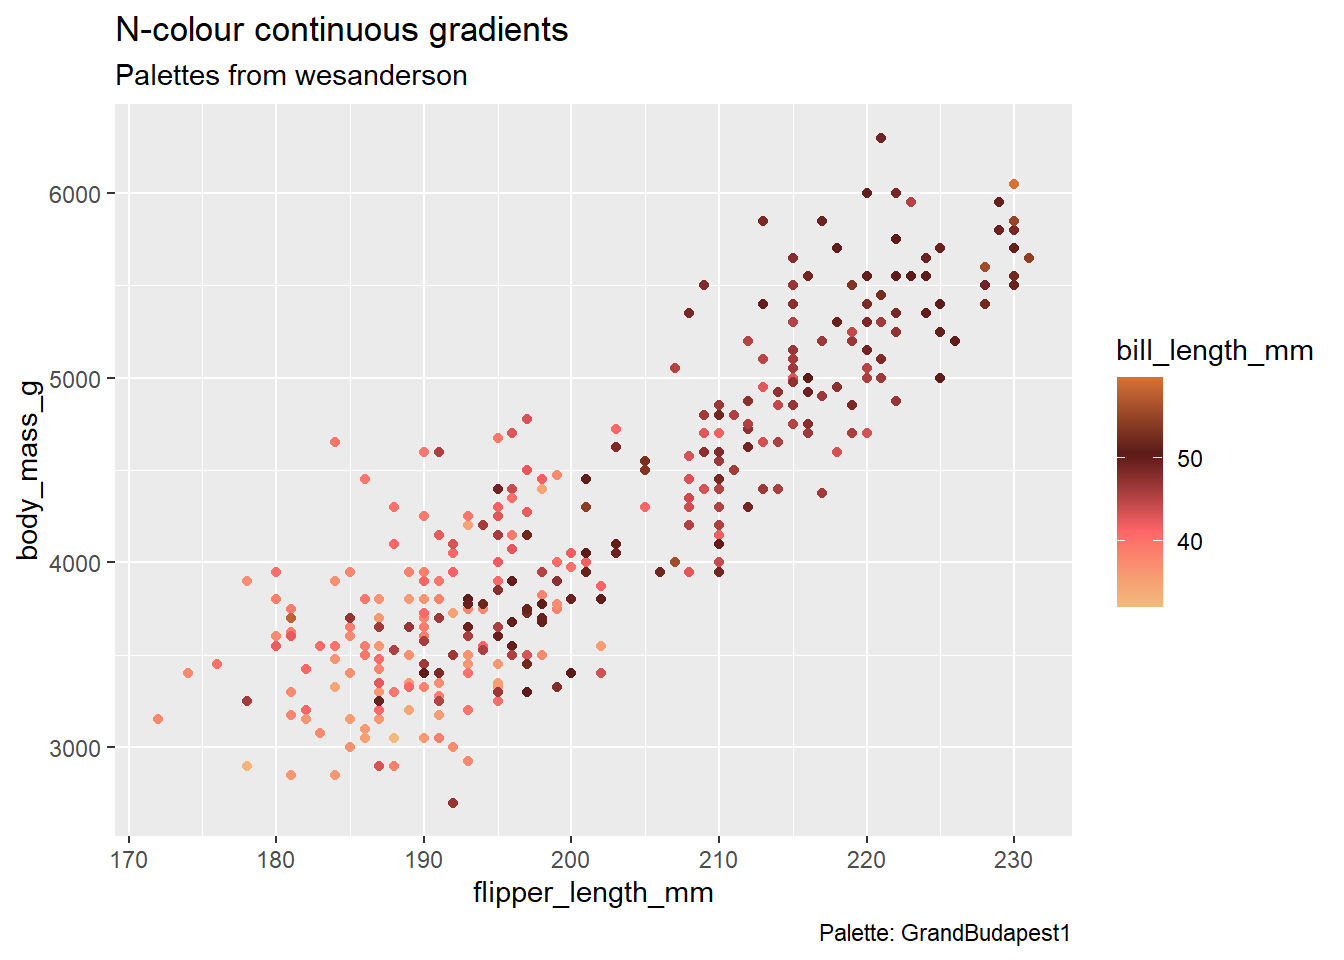 N-colour continuous gradients
Palettes from wesanderson
body_mass_g
6000
5000
4000
3000
170 180 190 200 210 220 230
flipper_length_mm
bill_length_mm
50
40
Palette: GrandBudapest1